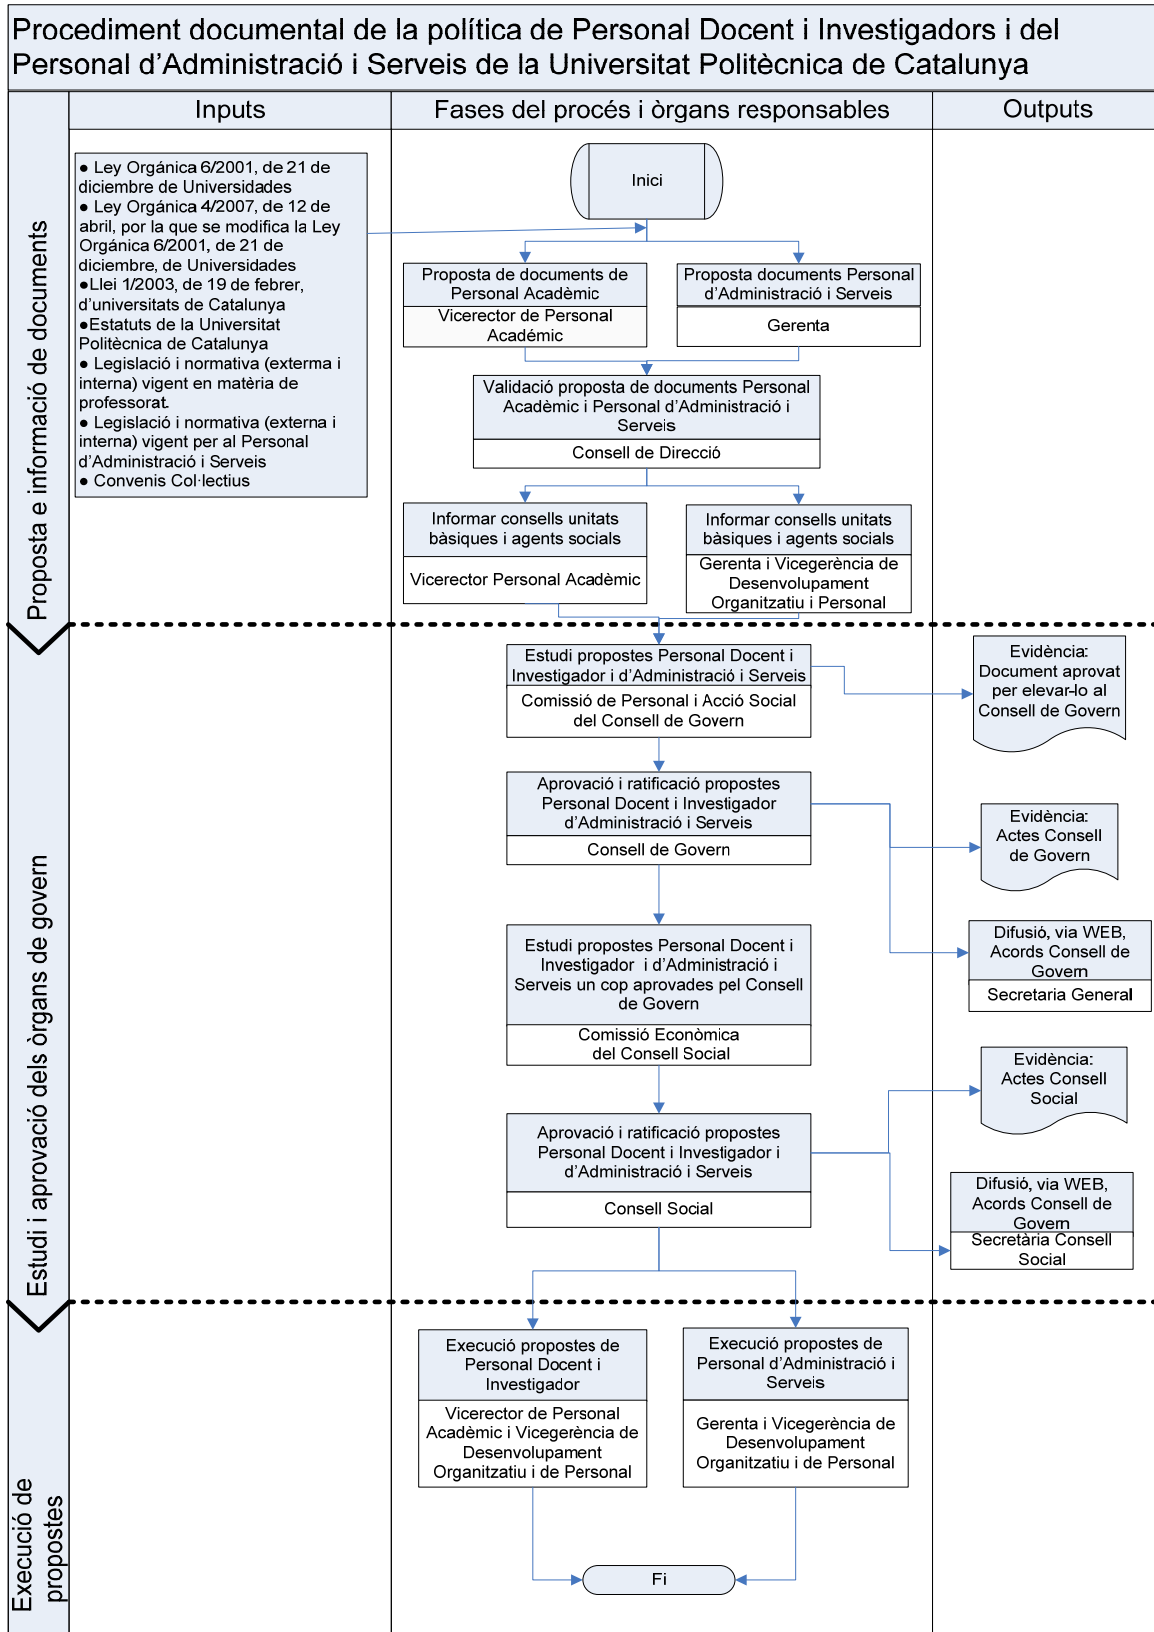 Procediment documental de la política de Personal Docent i Investigadors i del
Personal d’Administració i Serveis de la Universitat Politècnica de Catalunya
Inputs
Fases del procés i òrgans responsables
Outputs
Proposta e informació de documents
● Ley Orgánica 6/2001, de 21 de
diciembre de Universidades
● Ley Orgánica 4/2007, de 12 de
abril, por la que se modifica la Ley
Orgánica 6/2001, de 21 de
diciembre, de Universidades
●Llei 1/2003, de 19 de febrer,
d’universitats de Catalunya
●Estatuts de la Universitat
Politècnica de Catalunya
● Legislació i normativa (exterma i
interna) vigent en matèria de
professorat.
● Legislació i normativa (externa i
interna) vigent per al Personal
d’Administració i Serveis
● Convenis Col·lectius
Inici
Proposta de documents de
Personal Acadèmic
Vicerector de Personal
Académic
Proposta documents Personal
d’Administració i Serveis
Gerenta
Validació proposta de documents Personal
Acadèmic i Personal d’Administració i
Serveis
Consell de Direcció
Informar consells unitats
bàsiques i agents socials
Vicerector Personal Acadèmic
Informar consells unitats
bàsiques i agents socials
Gerenta i Vicegerència de
Desenvolupament
Organitzatiu i Personal
Estudi i aprovació dels òrgans de govern
Estudi propostes Personal Docent i
Investigador i d’Administració i Serveis
Comissió de Personal i Acció Social
del Consell de Govern
Evidència:
Document aprovat
per elevar-lo al
Consell de Govern
Aprovació i ratificació propostes
Personal Docent i Investigador
d’Administració i Serveis
Consell de Govern
Evidència:
Actes Consell
de Govern
Difusió, via WEB,
Acords Consell de
Govern
Secretaria General
Estudi propostes Personal Docent i
Investigador  i d’Administració i
Serveis un cop aprovades pel Consell
de Govern
Comissió Econòmica
del Consell Social
Evidència:
Actes Consell
Social
Aprovació i ratificació propostes
Personal Docent i Investigador i
d’Administració i Serveis
Consell Social
Difusió, via WEB,
Acords Consell de
Govern
Secretària Consell
Social
Execució de
propostes
Execució propostes de
Personal Docent i
Investigador
Vicerector de Personal
Acadèmic i Vicegerència de
Desenvolupament
Organitzatiu i de Personal
Execució propostes de
Personal d’Administració i
Serveis
Gerenta i Vicegerència de
Desenvolupament
Organitzatiu i de Personal
Fi